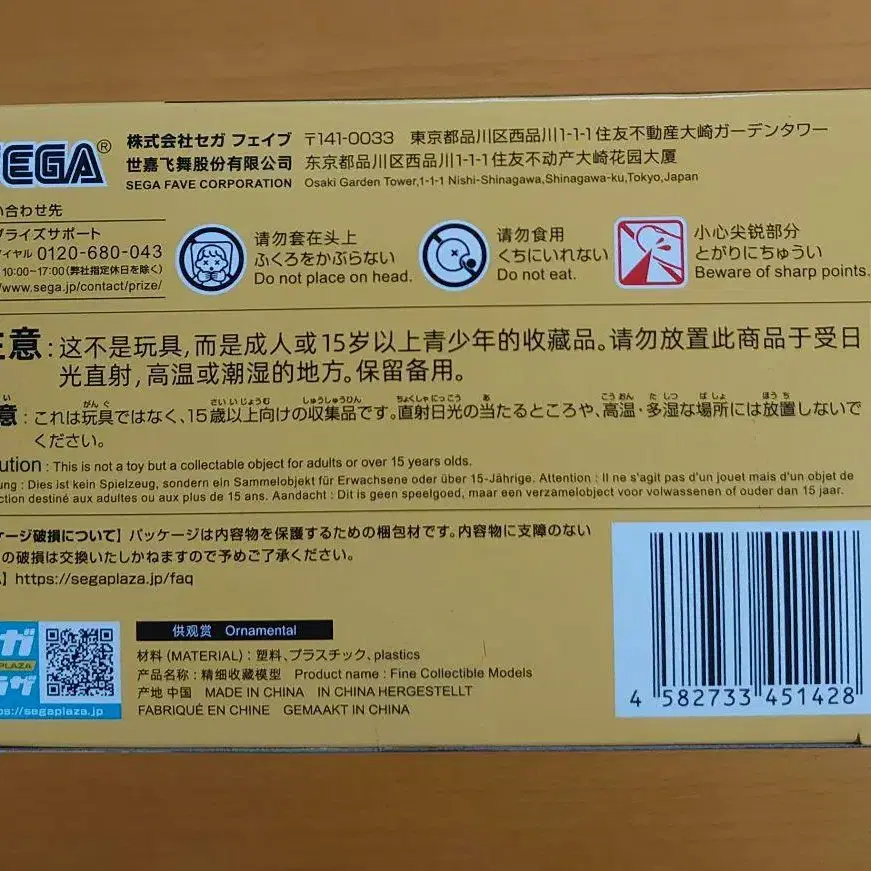 SEGA®
株式会社セガ フェイブ 〒141-0033 東京都品川区西品川1-1-1 住友不動産大崎ガーデンタワー
世嘉飞舞股份有限公司 东京都品川区西品川1-1-1住友不动产大崎花园大厦
SEGA FAVE CORPORATION Osaki Garden Tower,1-1-1 Nishi-Shinagawa,Shinagawa-ku,Tokyo,Japan
い合わせ先
プライズサポート
イヤル 0120-680-043
10:00~17:00 (弊社指定休日を除く)
www.sega.jp/contact/prize/
请勿套在头上
ふくろをかぶらない
Do not place on head.
请勿食用
くちにいれない
Do not eat.
小心尖锐部分
とがりにちゅうい
Beware of sharp points.
注意:这不是玩具,而是成人或15岁以上青少年的收藏品。请勿放置此商品于受日
光直射,高温或潮湿的地方。保留备用。
意:これは玩具ではなく、15歳以上向けの収集品です。直射日光の当たるところや、高温・多湿な場所には放置しないで
ください。
ution : This is not a toy but a collectable object for adults or over 15 years olds.
ung : Dies ist kein Spielzeug, sondern ein Sammelobjekt für Erwachsene oder über 15-Jährige. Attention : Il ne s'agit pas d'un jouet mais d'un objet de
ction destiné aux adultes ou aux plus de 15 ans. Aandacht : Dit is geen speelgoed, maar een verzamelobject voor volwassenen of ouder dan 15 jaar.
ケージ破損について】パッケージは内容物を保護するための梱包材です。内容物に支障のない
の破損は交換いたしかねますので予めご了承ください。
】https://segaplaza.jp/faq
ガ
PLAZA
ラザ
ps://segaplaza.jp
供观赏 Ornamental
材料 (MATERIAL) : 塑料、プラスチック、plastics
产品名称 : 精细收藏模型 Product name : Fine Collectible Models
产地 中国 MADE IN CHINA IN CHINA HERGESTELLT
FABRIQUÉ EN CHINE GEMAAKT IN CHINA
4 582733 451428